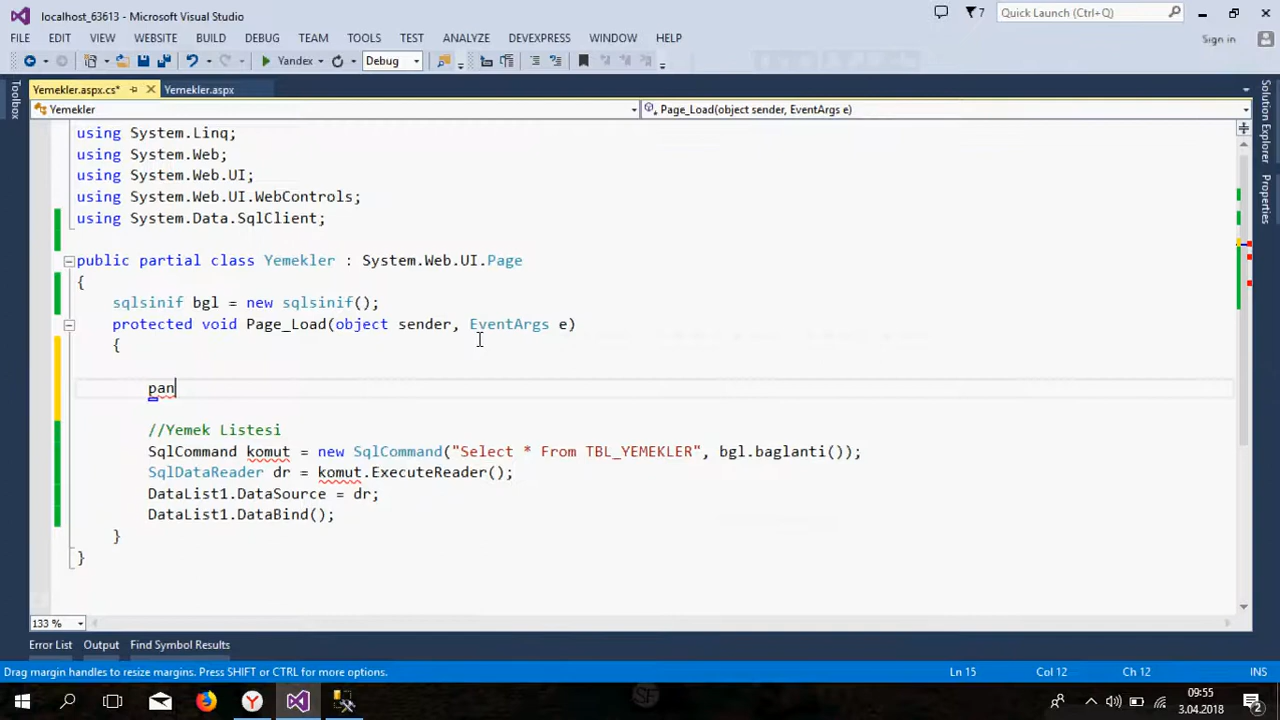 localhost_63613 - Microsoft Visual Studio
7
Quick Launch (Ctrl+Q)
FILE EDIT VIEW WEBSITE BUILD DEBUG TEAM TOOLS TEST ANALYZE DEVEXPRESS WINDOW HELP
Sign in
Yandex Debug
Yemekler.aspx.cs* Yemekler.aspx
Yemekler
Page_Load(object sender, EventArgs e)
Toolbox
Solution Explorer
Properties
using System.Linq;
using System.Web;
using System.Web.UI;
using System.Web.UI.WebControls;
using System.Data.SqlClient;
public partial class Yemekler : System.Web.UI.Page
{
sqlsinif bgl = new sqlsinif();
protected void Page_Load(object sender, EventArgs e)
{
pan
//Yemek Listesi
SqlCommand komut = new SqlCommand("Select * From TBL_YEMEKLER", bgl.baglanti());
SqlDataReader dr = komut.ExecuteReader();
DataList1.DataSource = dr;
DataList1.DataBind();
}
}
133 %
Error List Output Find Symbol Results
Drag margin handles to resize margins. Press SHIFT or CTRL for more options.
Ln 15 Col 12 Ch 12 INS
09:55
3.04.2018
2